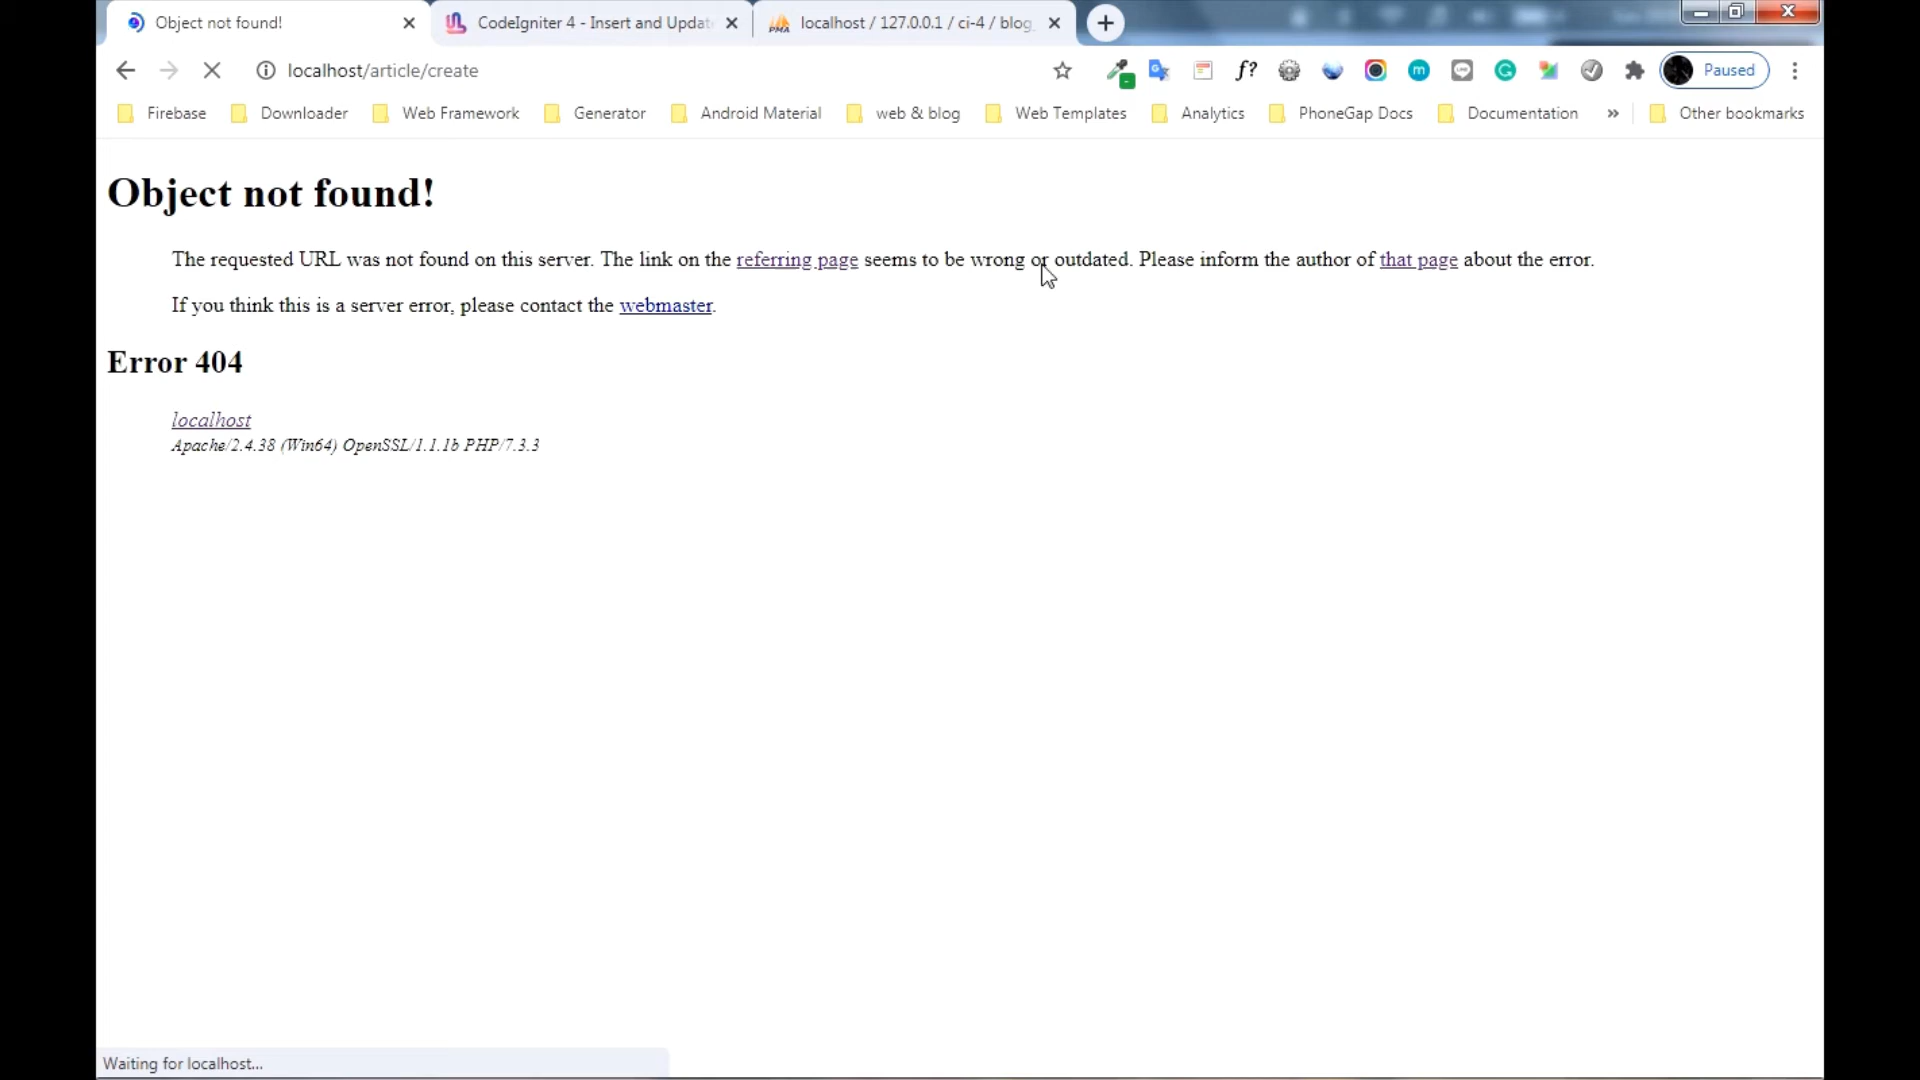 Object not found!
CodeIgniter 4 - Insert and Updat
localhost / 127.0.0.1 / ci-4 / blog_
localhost/article/create
Paused
Firebase
Downloader
Web Framework
Generator
Android Material
web & blog
Web Templates
Analytics
PhoneGap Docs
Documentation
»
Other bookmarks
Object not found!
The requested URL was not found on this server. The link on the referring page seems to be wrong or outdated. Please inform the author of that page about the error.
If you think this is a server error, please contact the webmaster.
Error 404
localhost
Apache/2.4.38 (Win64) OpenSSL/1.1.1b PHP/7.3.3
Waiting for localhost...